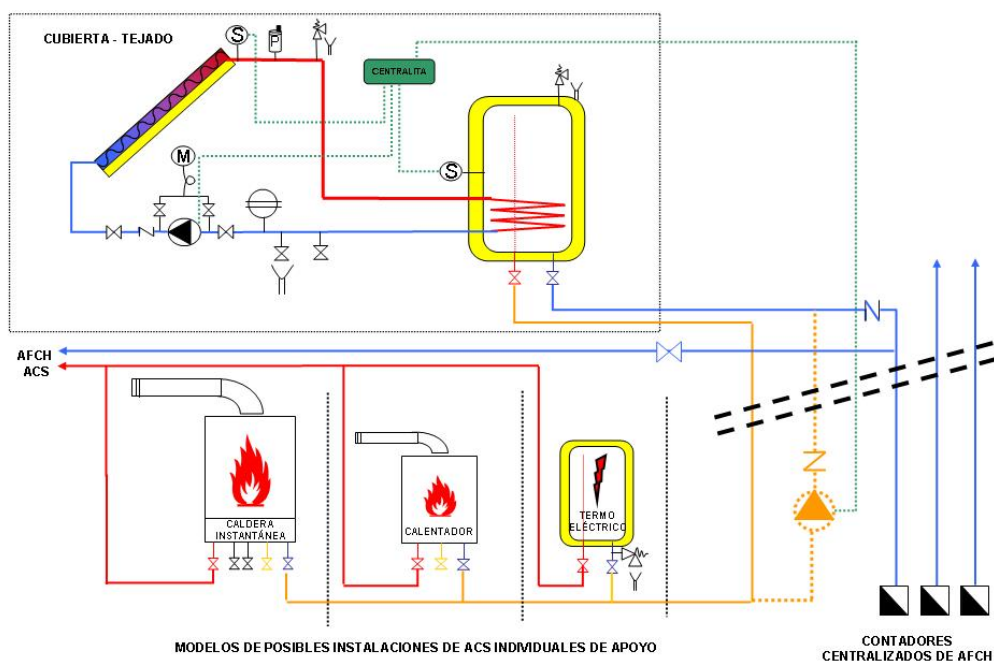 CUBIERTA - TEJADO
S
P
CENTRALITA
M
S
AFCH
ACS
CALDERA
INSTANTÁNEA
CALENTADOR
TERMO
ELÉCTRICO
MODELOS DE POSIBLES INSTALACIONES DE ACS INDIVIDUALES DE APOYO
CONTADORES
CENTRALIZADOS DE AFCH